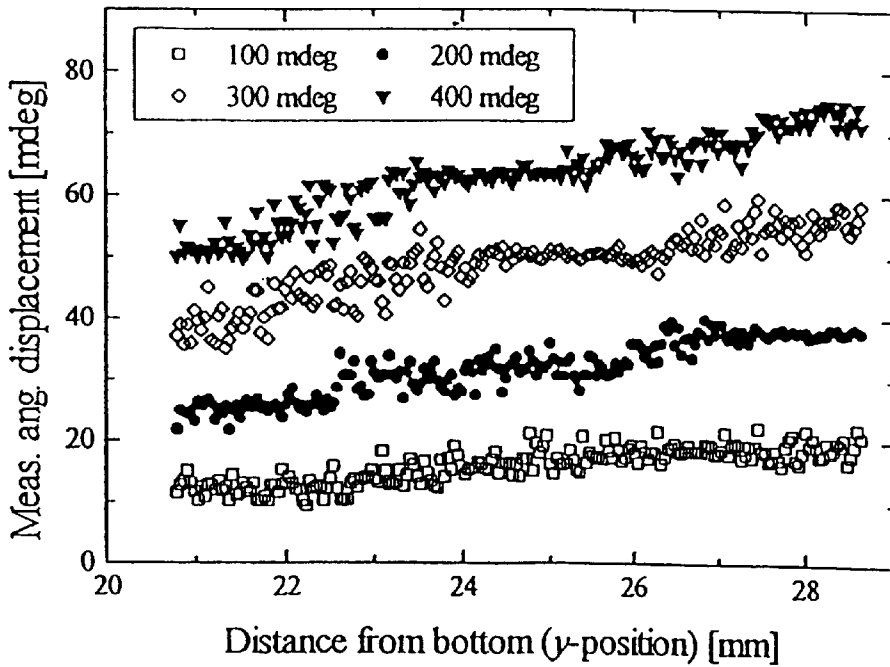 100 mdeg 200 mdeg
300 mdeg 400 mdeg
80
60
40
20
0
20 22 24 26 28
Meas. ang. displacement [mdeg]
Distance from bottom (y-position) [mm]